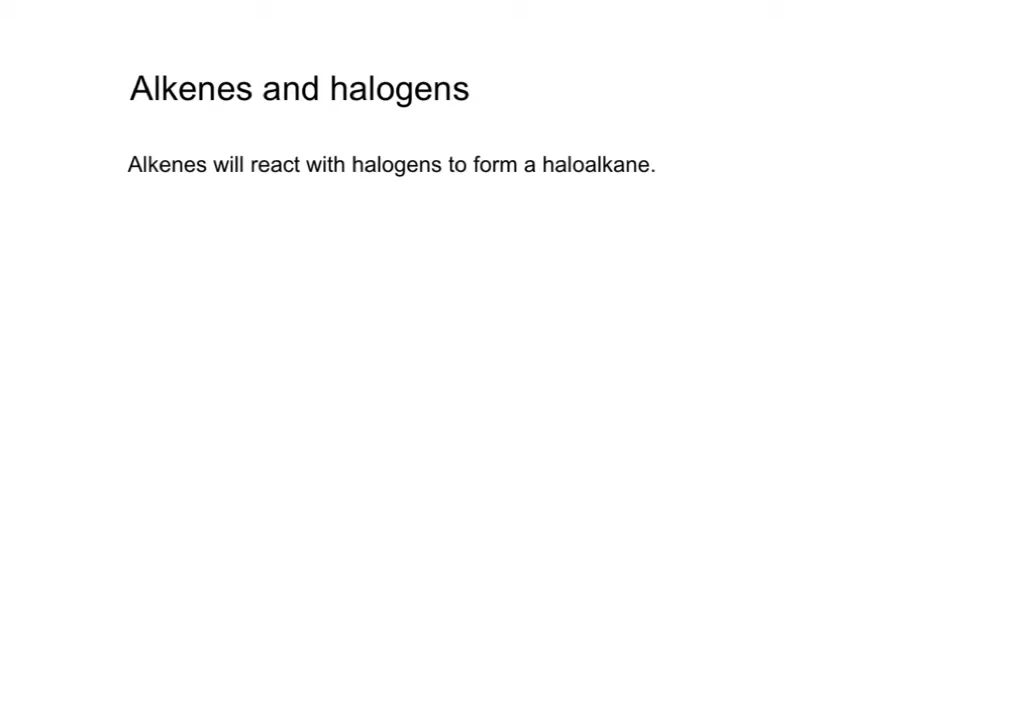 Alkenes and halogens
Alkenes will react with halogens to form a haloalkane.